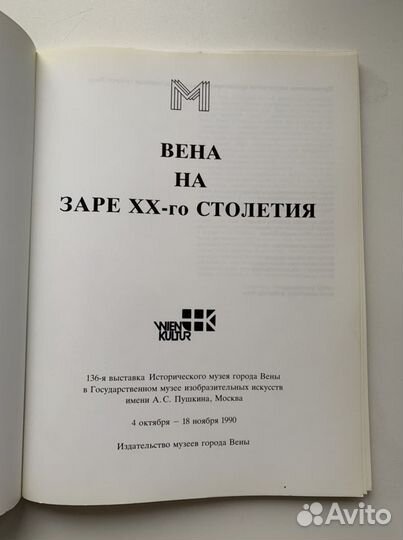 М
ВЕНА
НА
ЗАРЕ XX-го СТОЛЕТИЯ
WIEN
KULTUR
136-я выставка Исторического музея города Вены
в Государственном музее изобразительных искусств
имени А.С. Пушкина, Москва
4 октября – 18 ноября 1990
Издательство музеев города Вены
Avito